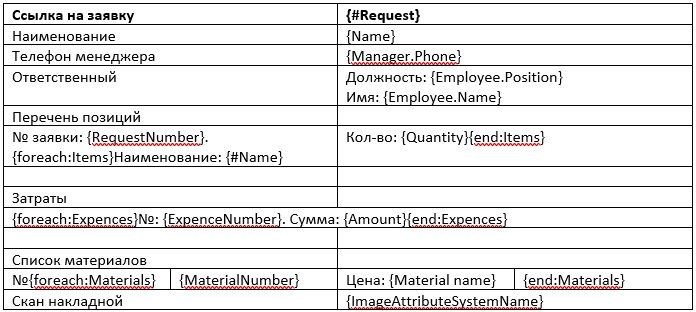 Ссылка на заявку {#Request}
Наименование {Name}
Телефон менеджера {Manager.Phone}
Ответственный Должность: {Employee.Position}
Имя: {Employee.Name}
Перечень позиций
№ заявки: {RequestNumber}. Кол-во: {Quantity}{end:Items}
{foreach:Items}Наименование: {#Name}
Затраты
{foreach:Expences}№: {ExpenceNumber}. Сумма: {Amount}{end:Expences}
Список материалов
№{foreach:Materials} {MaterialNumber} Цена: {Material name} {end:Materials}
Скан накладной {ImageAttributeSystemName}